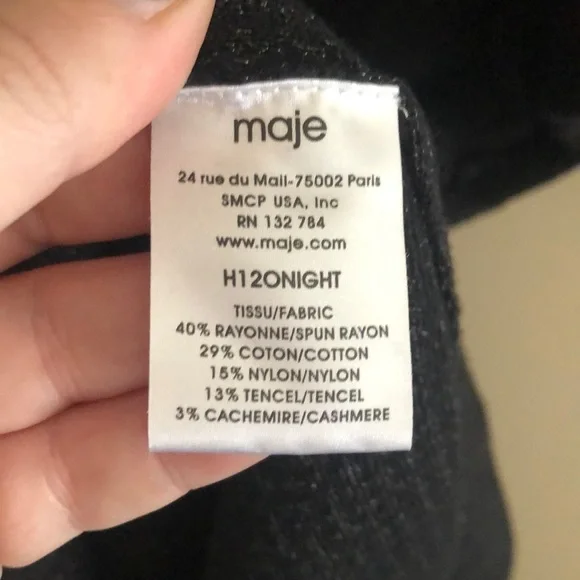 maje
24 rue du Mail-75002 Paris
SMCP USA, Inc
RN 132 784
www.maje.com
H12ONIGHT
TISSU/FABRIC
40% RAYONNE/SPUN RAYON
29% COTON/COTTON
15% NYLON/NYLON
13% TENCEL/TENCEL
3% CACHEMIRE/CASHMERE